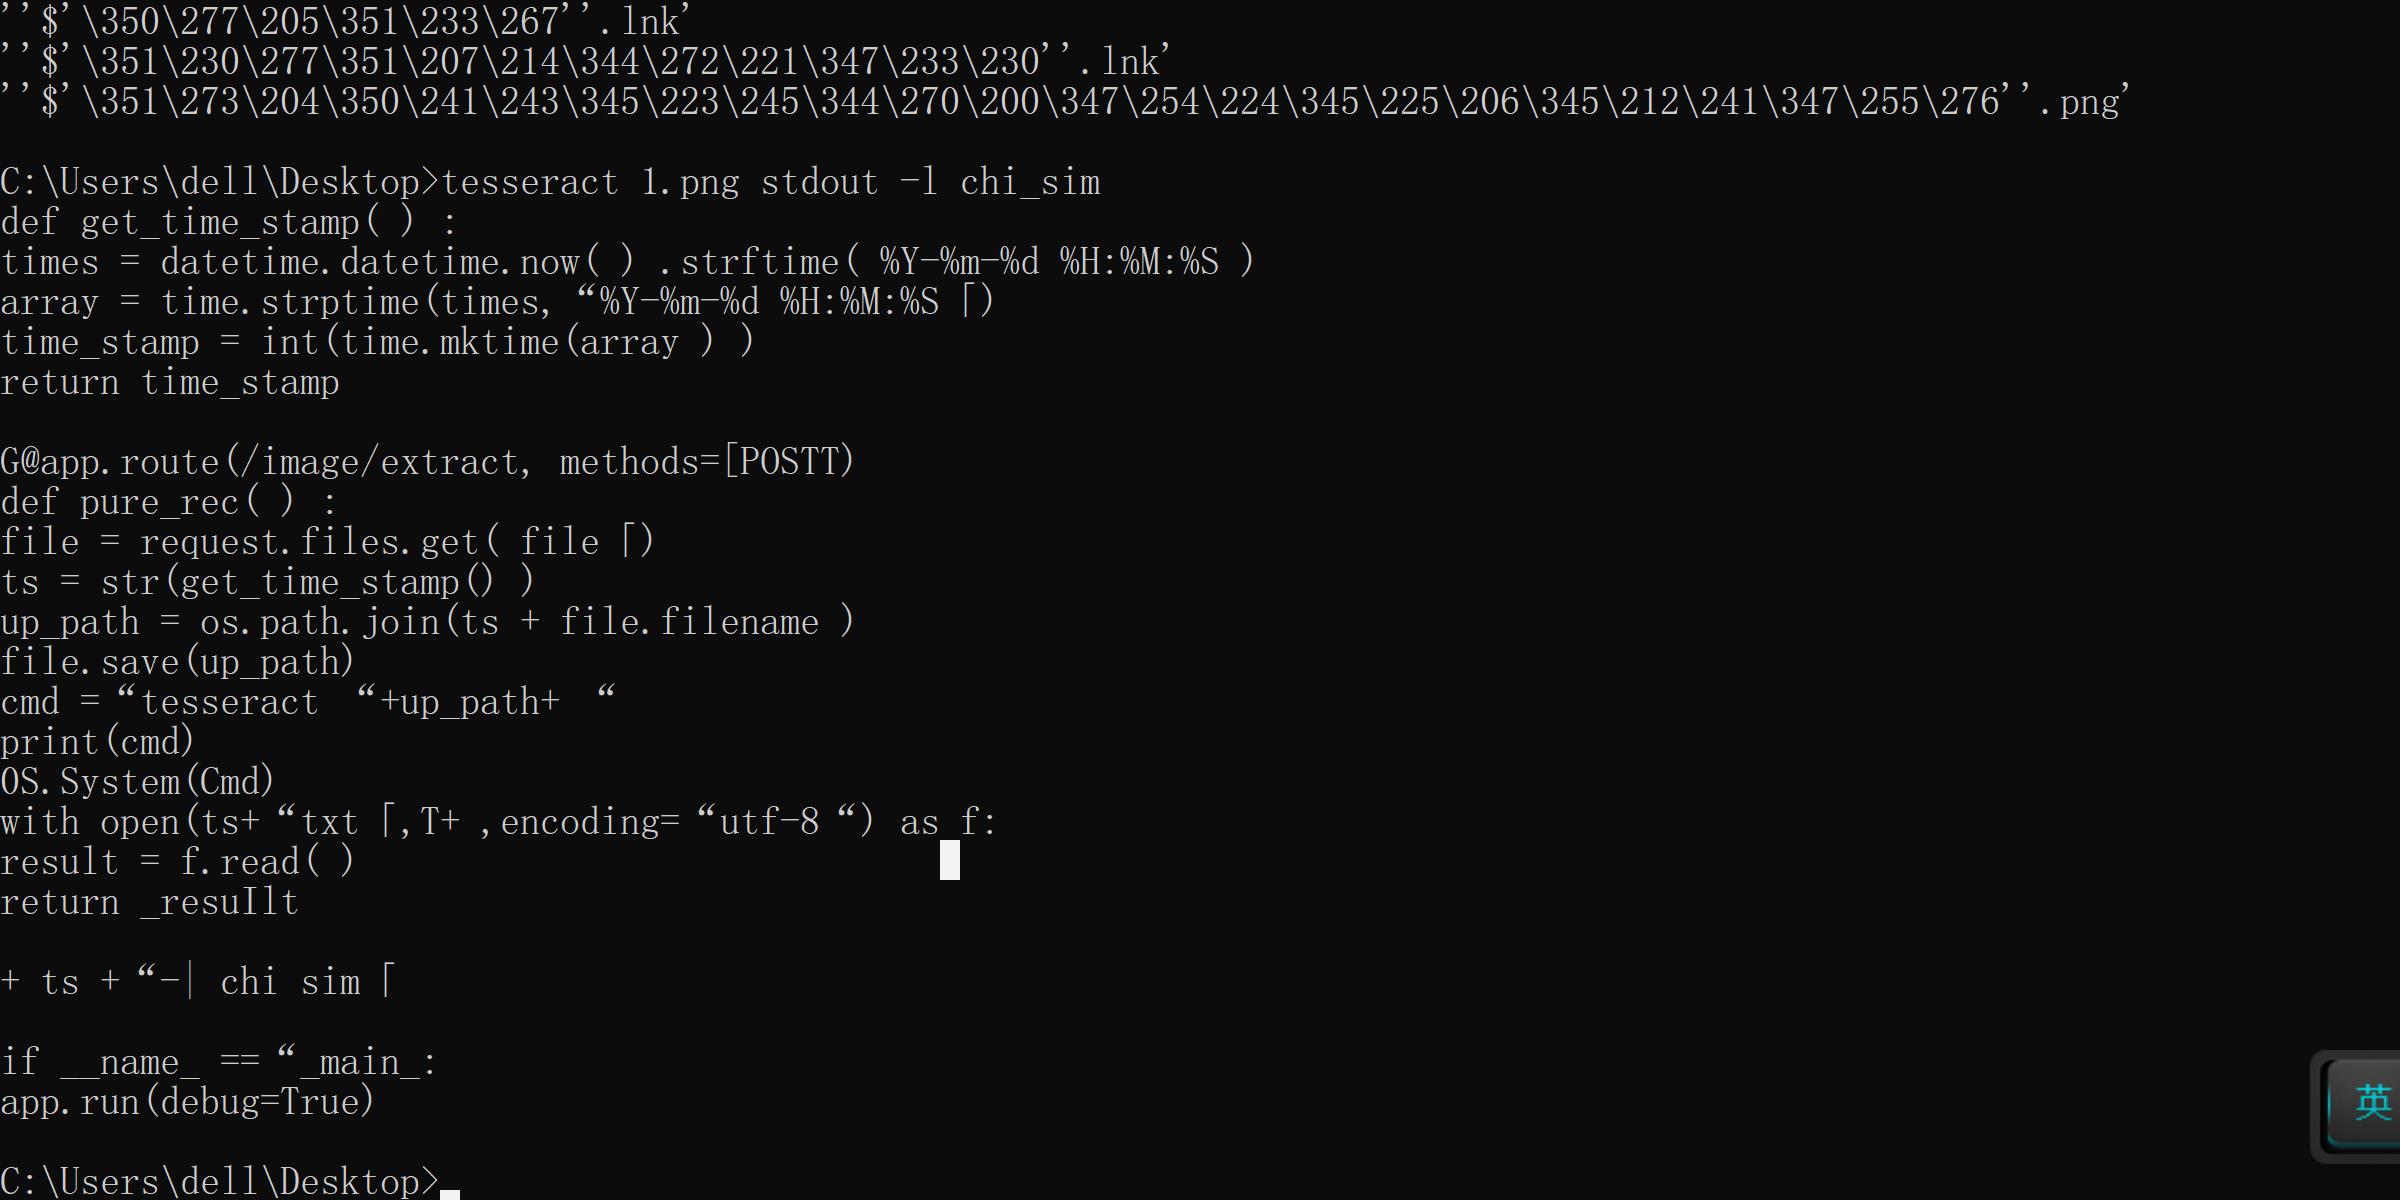 ''$'\350\277\205\351\233\267''.lnk'
''$'\351\230\277\351\207\214\344\272\221\347\233\230''.lnk'
''$'\351\273\204\350\241\243\345\223\245\344\270\200\347\254\224\345\225\206\345\212\241\347\255\276''.png'
C:\Users\dell\Desktop>tesseract 1.png stdout -l chi_sim
def get_time_stamp( ) :
times = datetime.datetime.now( ) .strftime( %Y-%m-%d %H:%M:%S )
array = time.strptime(times, “%Y-%m-%d %H:%M:%S ⌈)
time_stamp = int(time.mktime(array ) )
return time_stamp
G@app.route(/image/extract, methods=[POSTT)
def pure_rec( ) :
file = request.files.get( file ⌈)
ts = str(get_time_stamp() )
up_path = os.path.join(ts + file.filename )
file.save(up_path)
cmd =“tesseract “+up_path+ “
print(cmd)
OS.System(Cmd)
with open(ts+“txt ⌈,T+ ,encoding=“utf-8“) as f:
result = f.read( )
return _resuIlt
+ ts +“-| chi sim ⌈
if __name_ ==“_main_:
app.run(debug=True)
C:\Users\dell\Desktop>
英